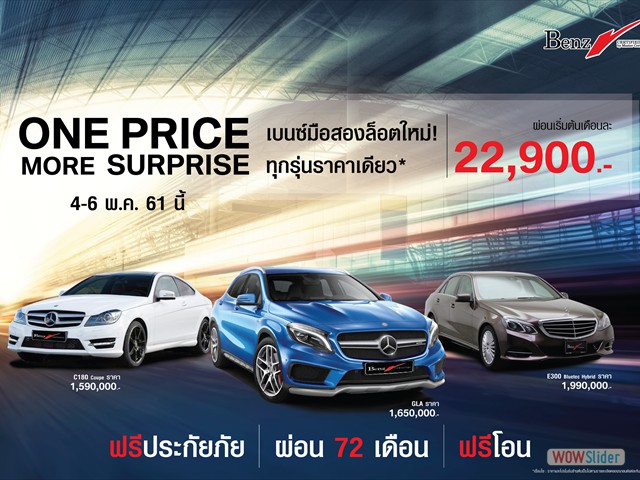 Benz
ONE PRICE
MORE SURPRISE
4-6 พ.ค. 61 นี้
เบนซ์มือสองล็อตใหม่!
ทุกรุ่นราคาเดียว*
ผ่อนเริ่มต้นเดือนละ
22,900.-
C180 Coupe ราคา
1,590,000.-
GLA ราคา
1,650,000.-
E300 Bluetec Hybrid ราคา
1,990,000.-
ฟรีประกันภัย ผ่อน 72 เดือน ฟรีโอน
WOWSlider